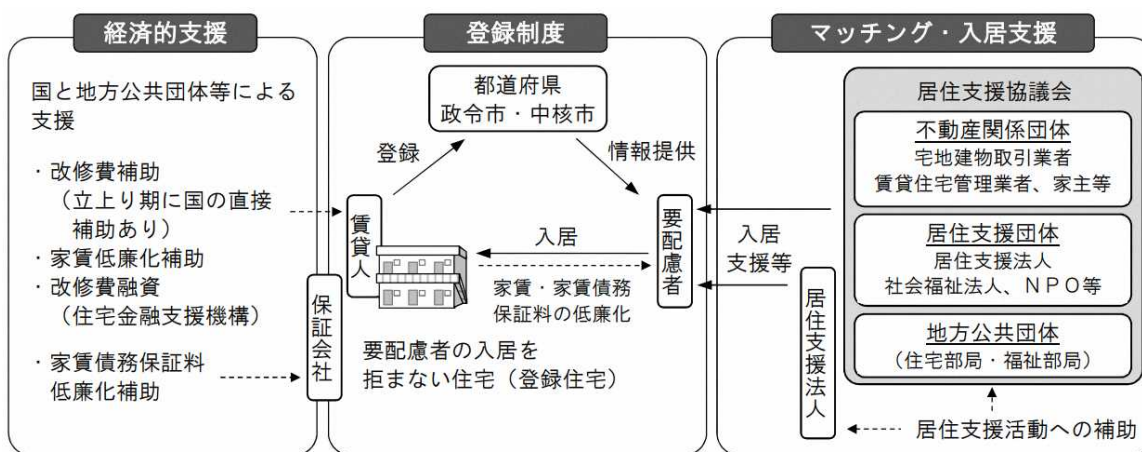 経済的支援
国と地方公共団体等による
支援
・改修費補助
（立上り期に国の直接
補助あり）
・家賃低廉化補助
・改修費融資
（住宅金融支援機構）
・家賃債務保証料
低廉化補助
保証会社
登録制度
都道府県
政令市・中核市
登録
情報提供
賃貸人
要配慮者
入居
家賃・家賃債務
保証料の低廉化
要配慮者の入居を
拒まない住宅（登録住宅）
マッチング・入居支援
入居
支援等
居住支援法人
居住支援協議会
不動産関係団体
宅地建物取引業者
賃貸住宅管理業者、家主等
居住支援団体
居住支援法人
社会福祉法人、ＮＰＯ等
地方公共団体
（住宅部局・福祉部局）
居住支援活動への補助